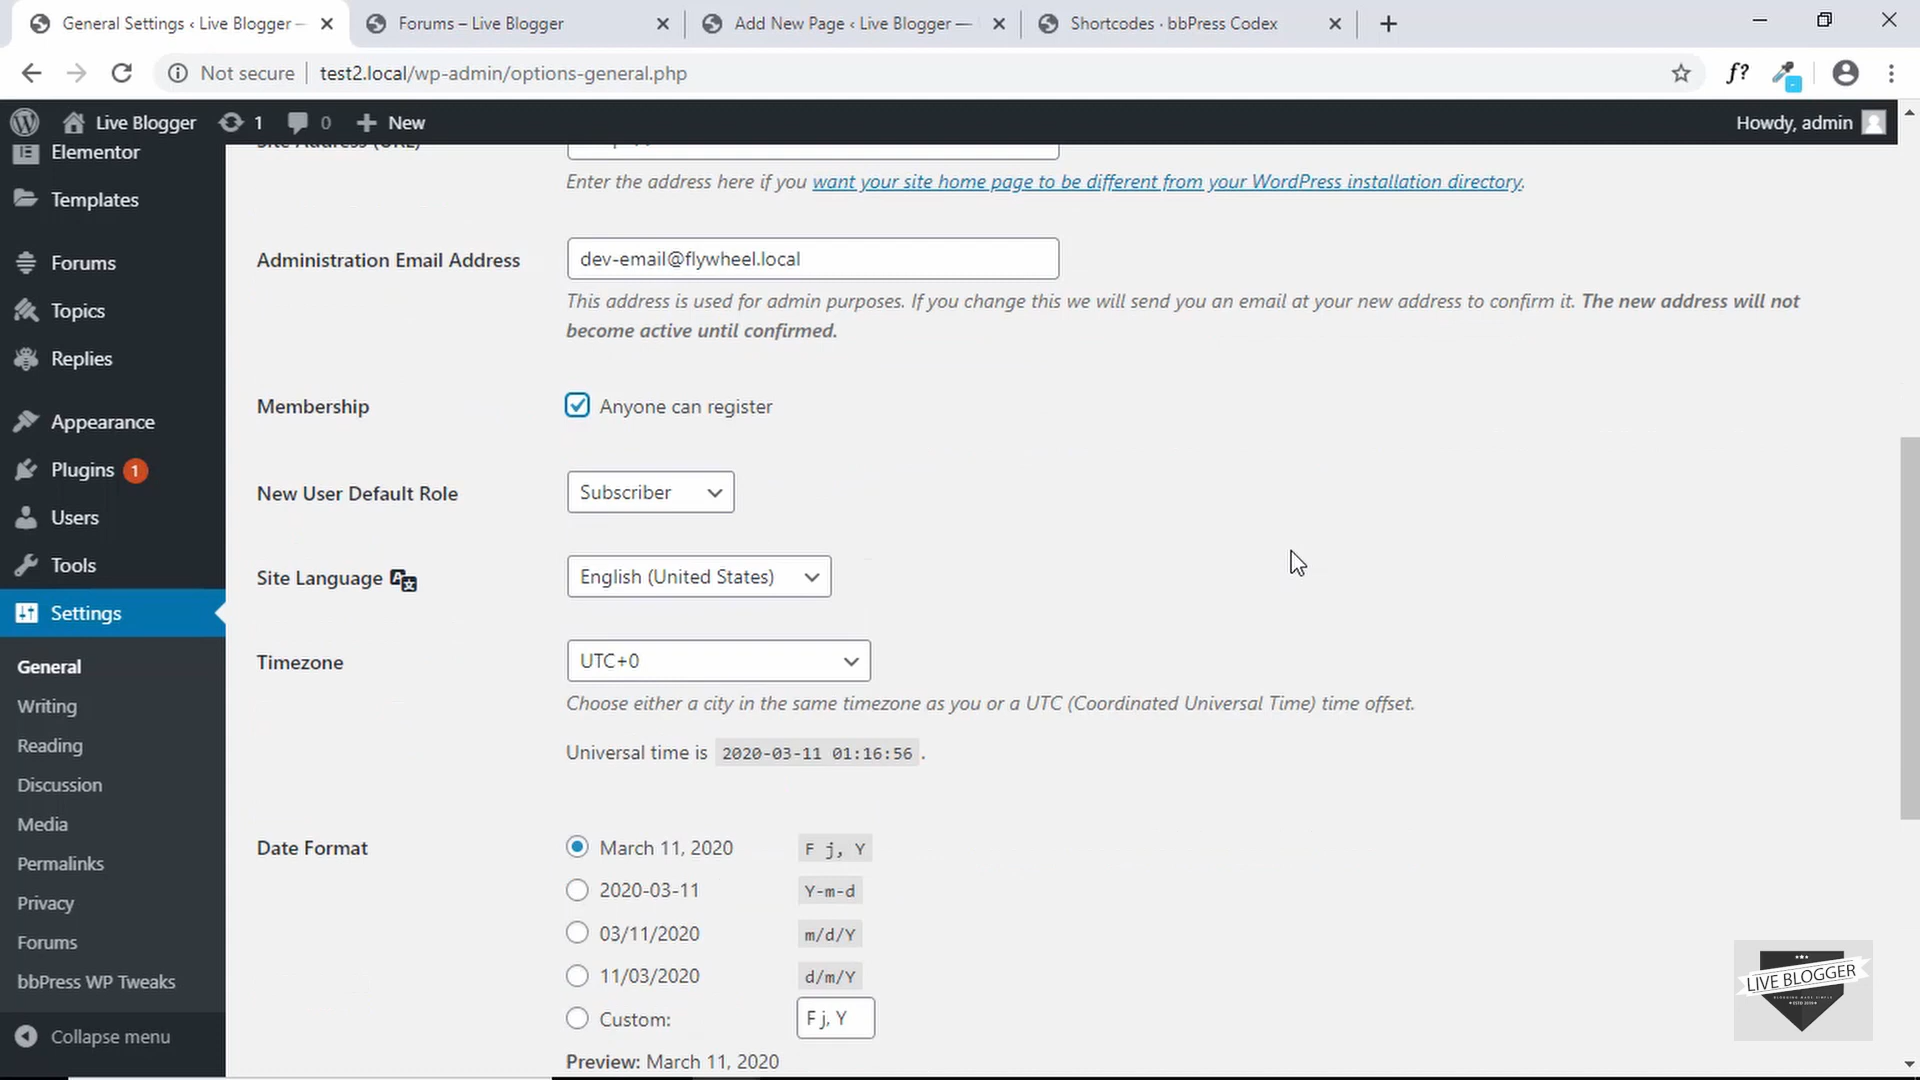 General Settings ‹ Live Blogger —
Forums – Live Blogger
Add New Page ‹ Live Blogger —
Shortcodes · bbPress Codex
Not secure
test2.local/wp-admin/options-general.php
f?
Live Blogger
1
0
New
Howdy, admin
Elementor
Templates
Forums
Topics
Replies
Appearance
Plugins 1
Users
Tools
Settings
General
Writing
Reading
Discussion
Media
Permalinks
Privacy
Forums
bbPress WP Tweaks
Collapse menu
Site Address (URL)
Enter the address here if you want your site home page to be different from your WordPress installation directory.
Administration Email Address
dev-email@flywheel.local
This address is used for admin purposes. If you change this we will send you an email at your new address to confirm it. The new address will not
become active until confirmed.
Membership
Anyone can register
New User Default Role
Subscriber
Site Language
English (United States)
Timezone
UTC+0
Choose either a city in the same timezone as you or a UTC (Coordinated Universal Time) time offset.
Universal time is 2020-03-11 01:16:56 .
Date Format
March 11, 2020 F j, Y
2020-03-11 Y-m-d
03/11/2020 m/d/Y
11/03/2020 d/m/Y
Custom: F j, Y
Preview: March 11, 2020
LIVE BLOGGER